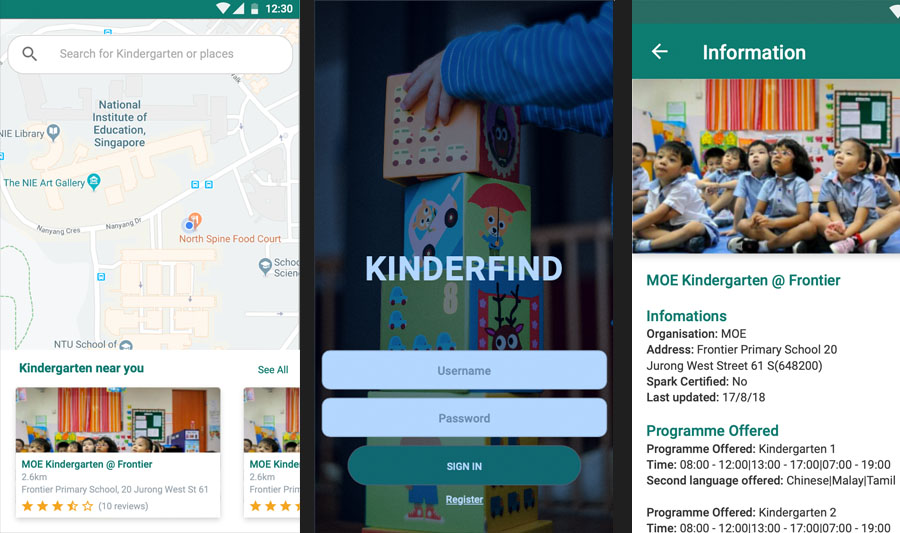 12:30
Search for Kindergarten or places
National
Institute of
Education,
Singapore
NIE Library
The NIE Art Gallery
Nanyang Cres
Nanyang Dr
North Spine Food Court
Schoo
Scienc
NTU School of
Kindergarten near you
See All
MOE Kindergarten @ Frontier
2.6km
Frontier Primary School, 20 Jurong West St 61
(10 reviews)
MOE Kinde
2.6km
Frontier Pri
8
KINDERFIND
Username
Password
SIGN IN
Register
Information
MOE Kindergarten @ Frontier
Infomations
Organisation: MOE
Address: Frontier Primary School 20
Jurong West Street 61 S(648200)
Spark Certified: No
Last updated: 17/8/18
Programme Offered
Programme Offered: Kindergarten 1
Time: 08:00 - 12:00|13:00 - 17:00|07:00 - 19:00
Second language offered: Chinese|Malay|Tamil
Programme Offered: Kindergarten 2
Time: 08:00 - 12:00|13:00 - 17:00|07:00 - 19:00